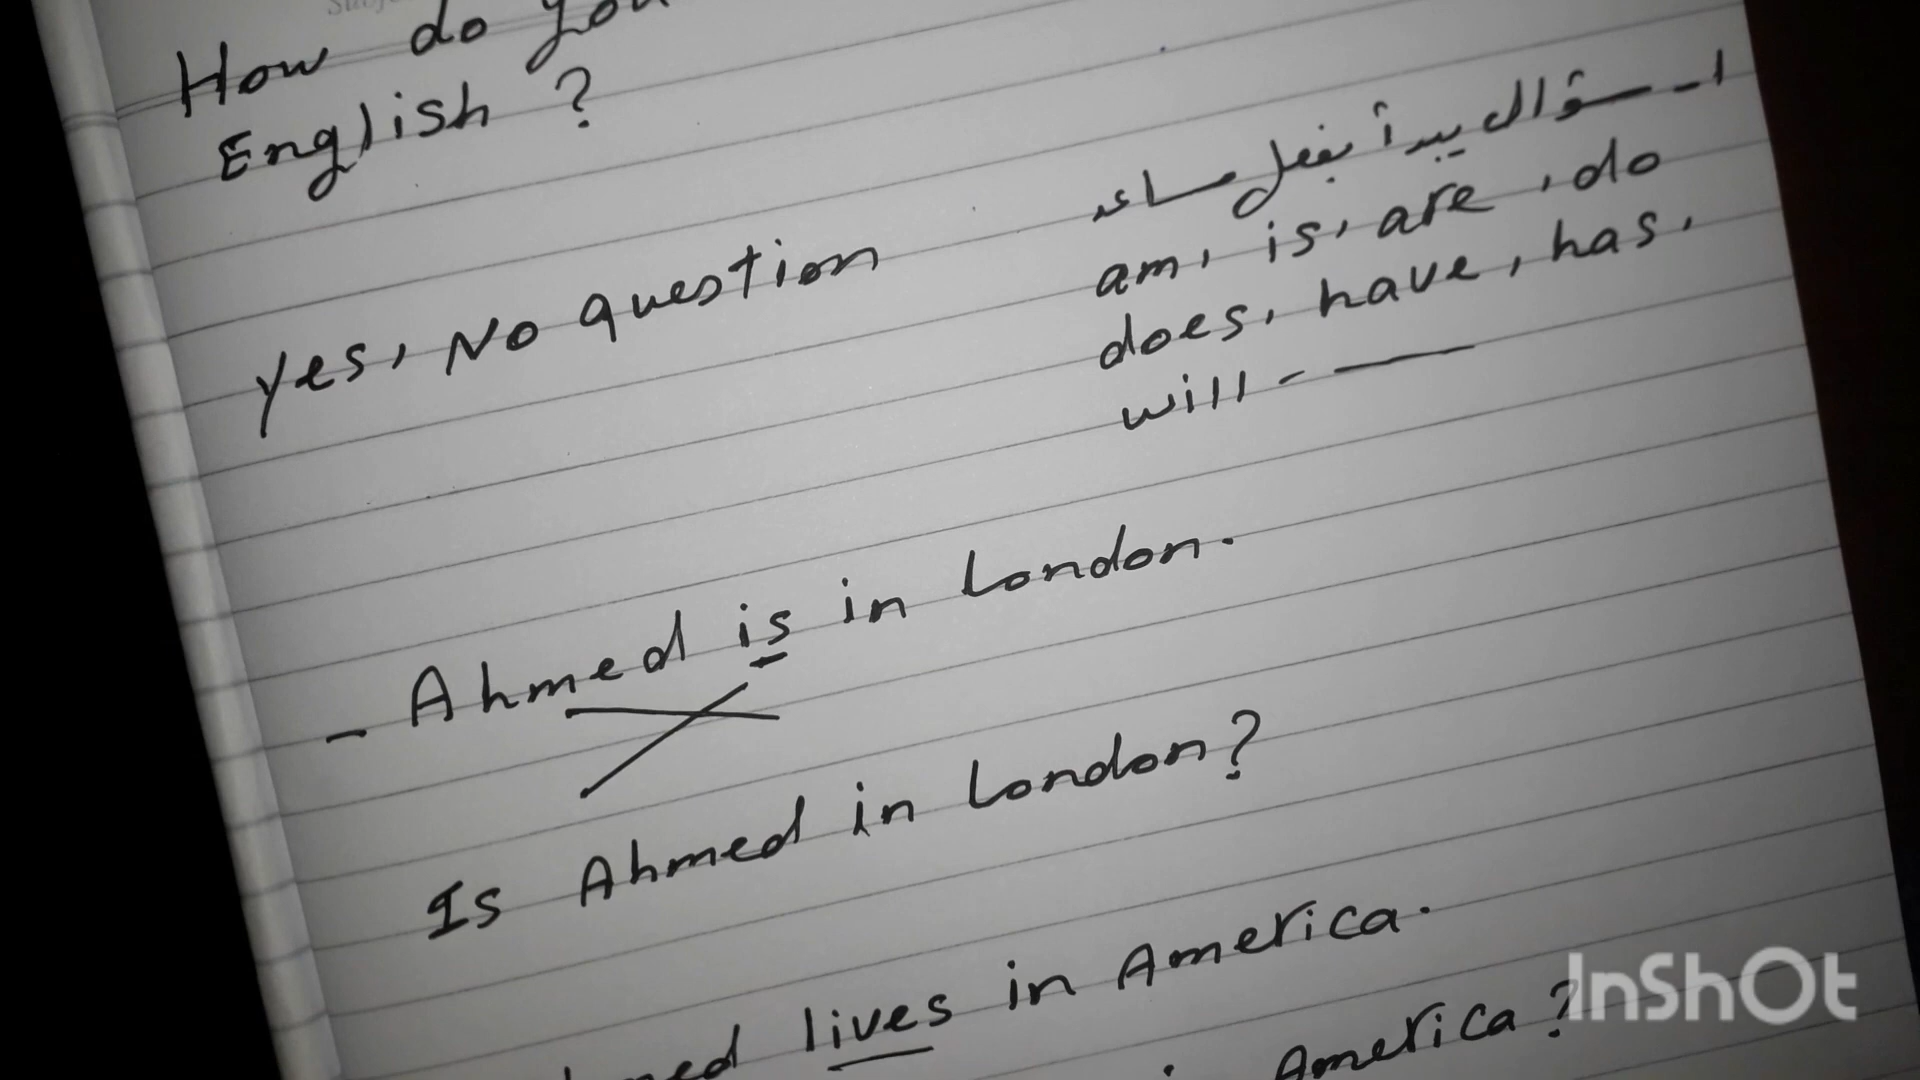 How do you
English ?
yes, No question
ا - سؤال يبدأ بفعل مساعد
am, is, are, do
does, have, has,
will - —
- Ahmed is in London.
Is Ahmed in London?
lives in America.
America ?
InShOt